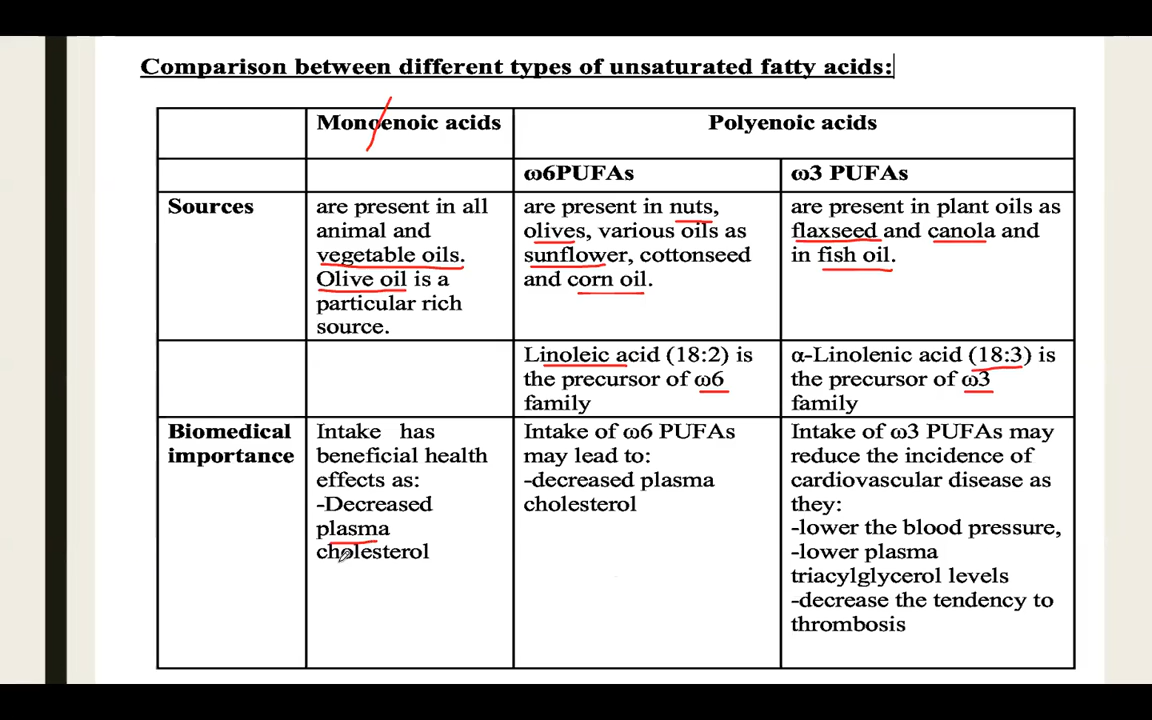 Comparison between different types of unsaturated fatty acids:
Monoenoic acids
Polyenoic acids
ω6PUFAs
ω3 PUFAs
Sources
are present in all
animal and
vegetable oils.
Olive oil is a
particular rich
source.
are present in nuts,
olives, various oils as
sunflower, cottonseed
and corn oil.
are present in plant oils as
flaxseed and canola and
in fish oil.
Linoleic acid (18:2) is
the precursor of ω6
family
α-Linolenic acid (18:3) is
the precursor of ω3
family
Biomedical
importance
Intake has
beneficial health
effects as:
-Decreased
plasma
cholesterol
Intake of ω6 PUFAs
may lead to:
-decreased plasma
cholesterol
Intake of ω3 PUFAs may
reduce the incidence of
cardiovascular disease as
they:
-lower the blood pressure,
-lower plasma
triacylglycerol levels
-decrease the tendency to
thrombosis